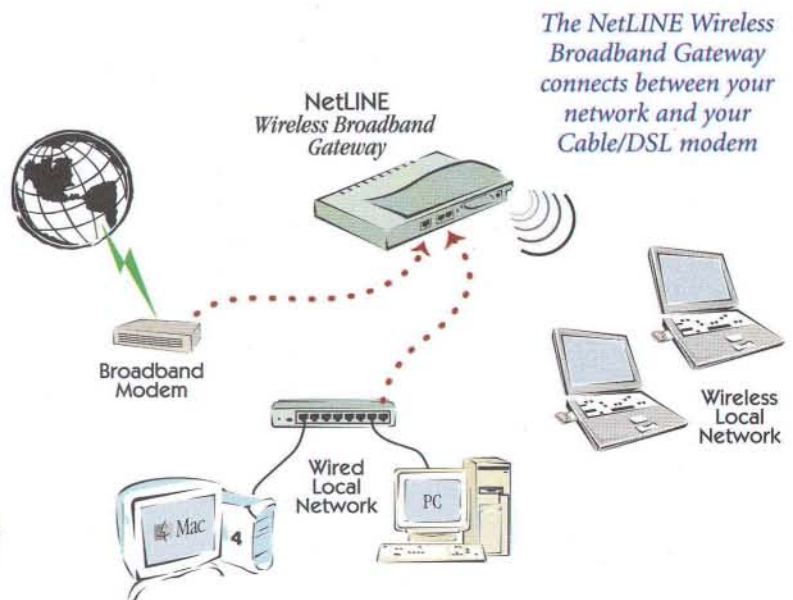 The NetLINE Wireless
Broadband Gateway
connects between your
network and your
Cable/DSL modem
NetLINE
Wireless Broadband
Gateway
Broadband
Modem
Wireless
Local
Network
Wired
Local
Network
Mac
4
PC